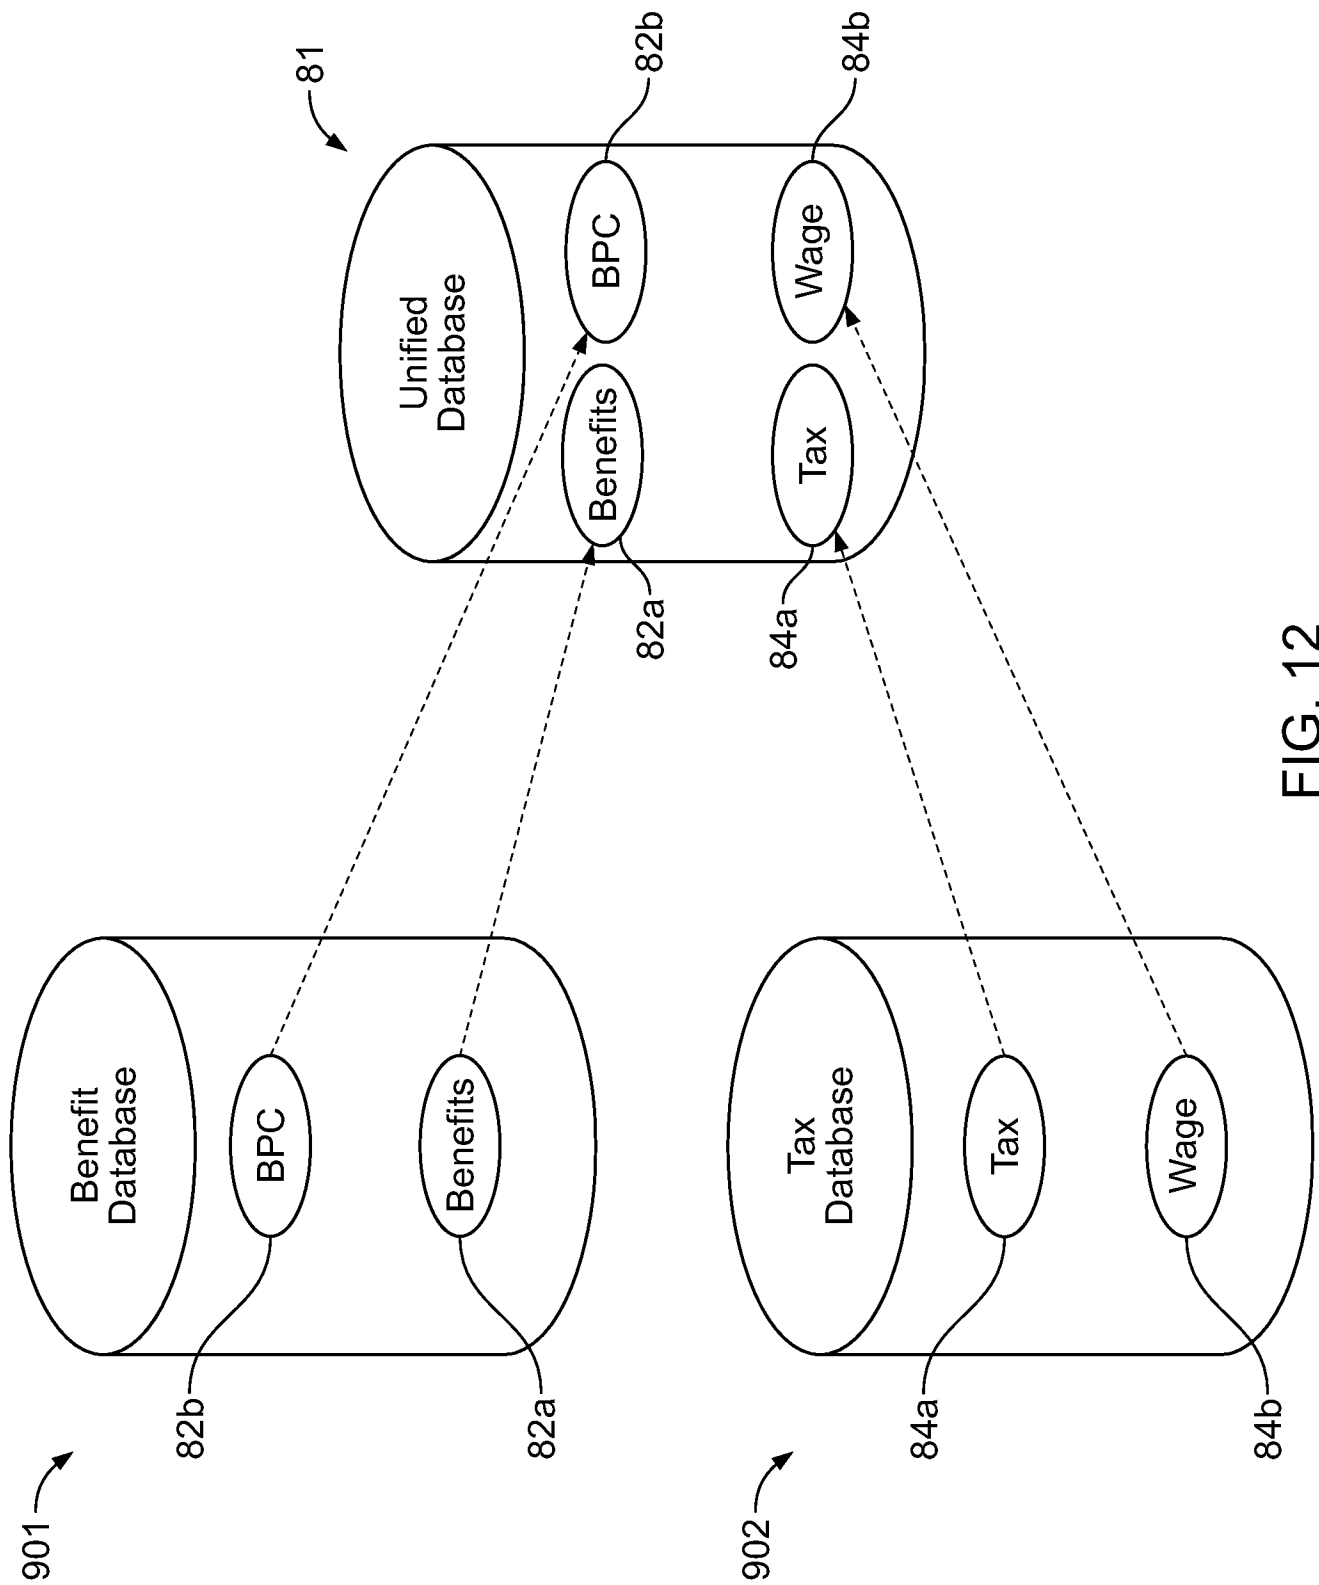 901
Benefit
Database
82b
BPC
82a
Benefits
902
Tax
Database
84a
Tax
84b
Wage
81
Unified
Database
82a
Benefits
BPC
82b
84a
Tax
Wage
84b
FIG. 12